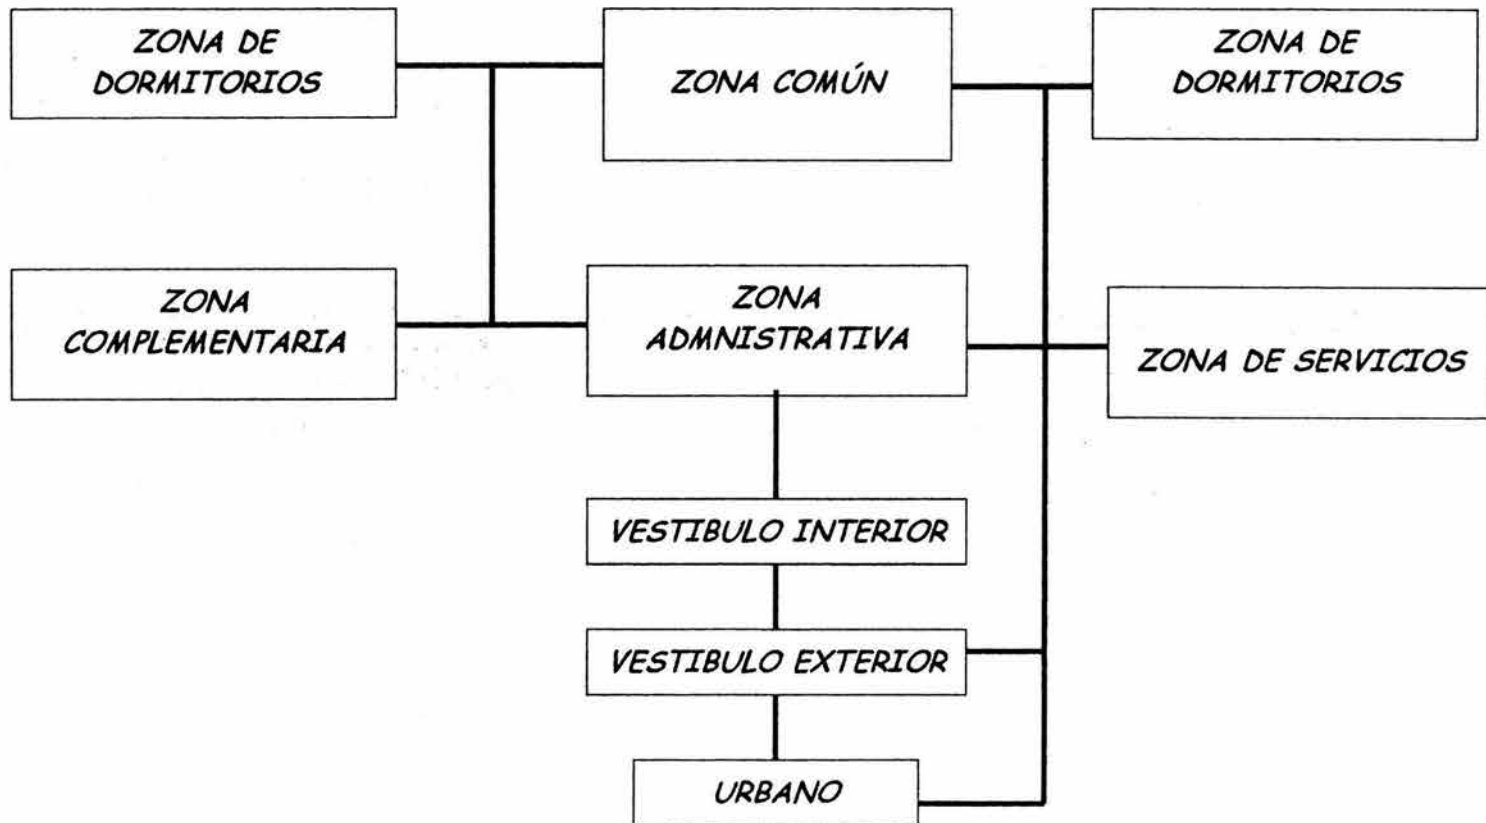 ZONA DE
DORMITORIOS
ZONA COMÚN
ZONA DE
DORMITORIOS
ZONA
COMPLEMENTARIA
ZONA
ADMNISTRATIVA
ZONA DE SERVICIOS
VESTIBULO INTERIOR
VESTIBULO EXTERIOR
URBANO